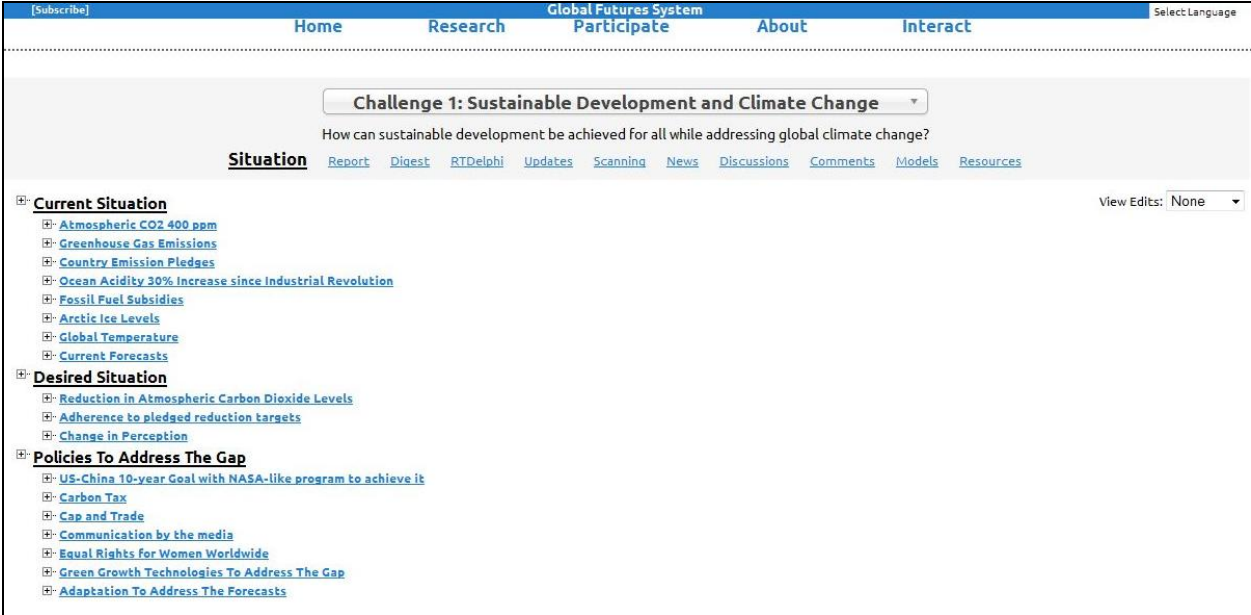 [Subscribe] Global Futures System Select Language
Home Research Participate About Interact
Challenge 1: Sustainable Development and Climate Change
How can sustainable development be achieved for all while addressing global climate change?
Situation Report Digest RTDelphi Updates Scanning News Discussions Comments Models Resources
Current Situation View Edits: None
Atmospheric CO2 400 ppm
Greenhouse Gas Emissions
Country Emission Pledges
Ocean Acidity 30% Increase since Industrial Revolution
Fossil Fuel Subsidies
Arctic Ice Levels
Global Temperature
Current Forecasts
Desired Situation
Reduction in Atmospheric Carbon Dioxide Levels
Adherence to pledged reduction targets
Change in Perception
Policies To Address The Gap
US-China 10-year Goal with NASA-like program to achieve it
Carbon Tax
Cap and Trade
Communication by the media
Equal Rights for Women Worldwide
Green Growth Technologies To Address The Gap
Adaptation To Address The Forecasts